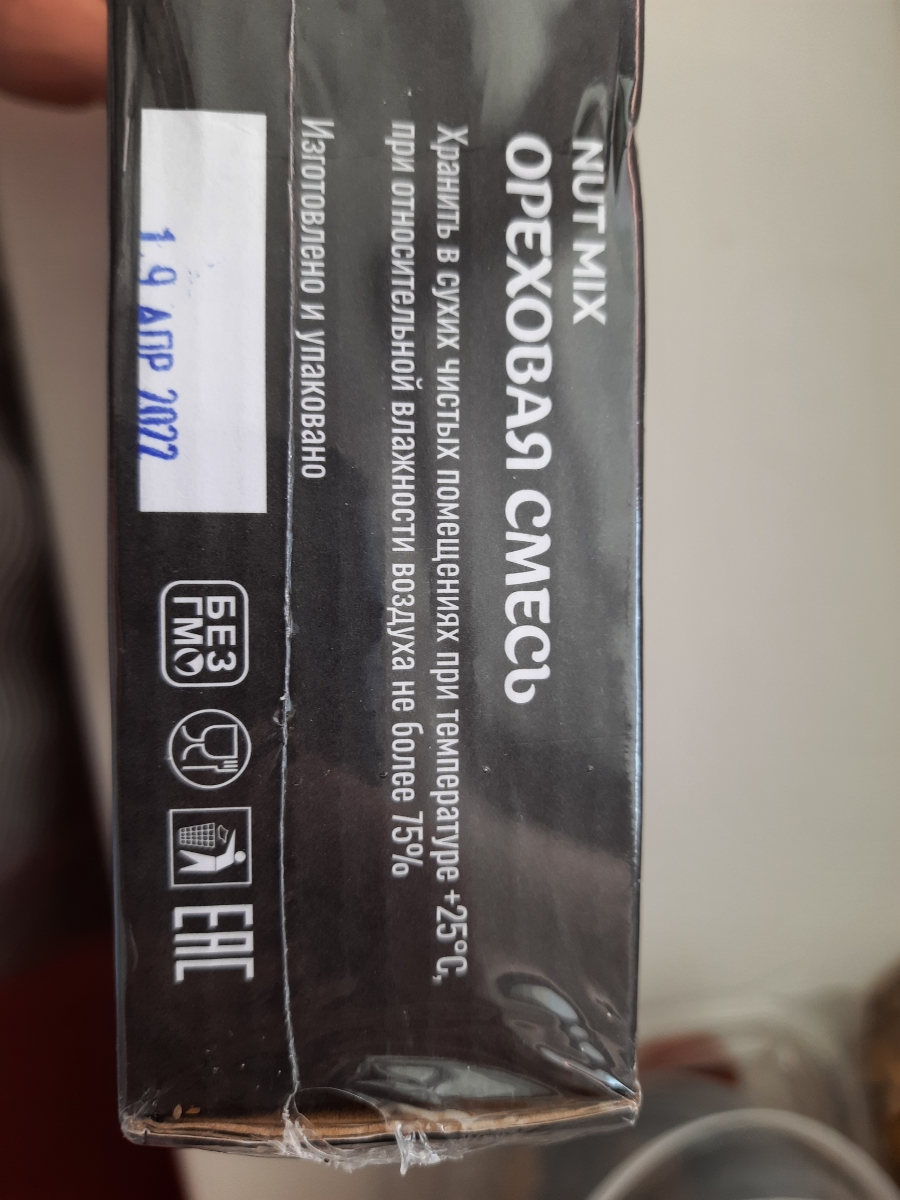 NUT MIX
ОРЕХОВАЯ СМЕСЬ
Хранить в сухих чистых помещениях при температуре +25°С,
при относительной влажности воздуха не более 75%
Изготовлено и упаковано
19 АПР 2022
БЕЗ
ГМО
ЕАС